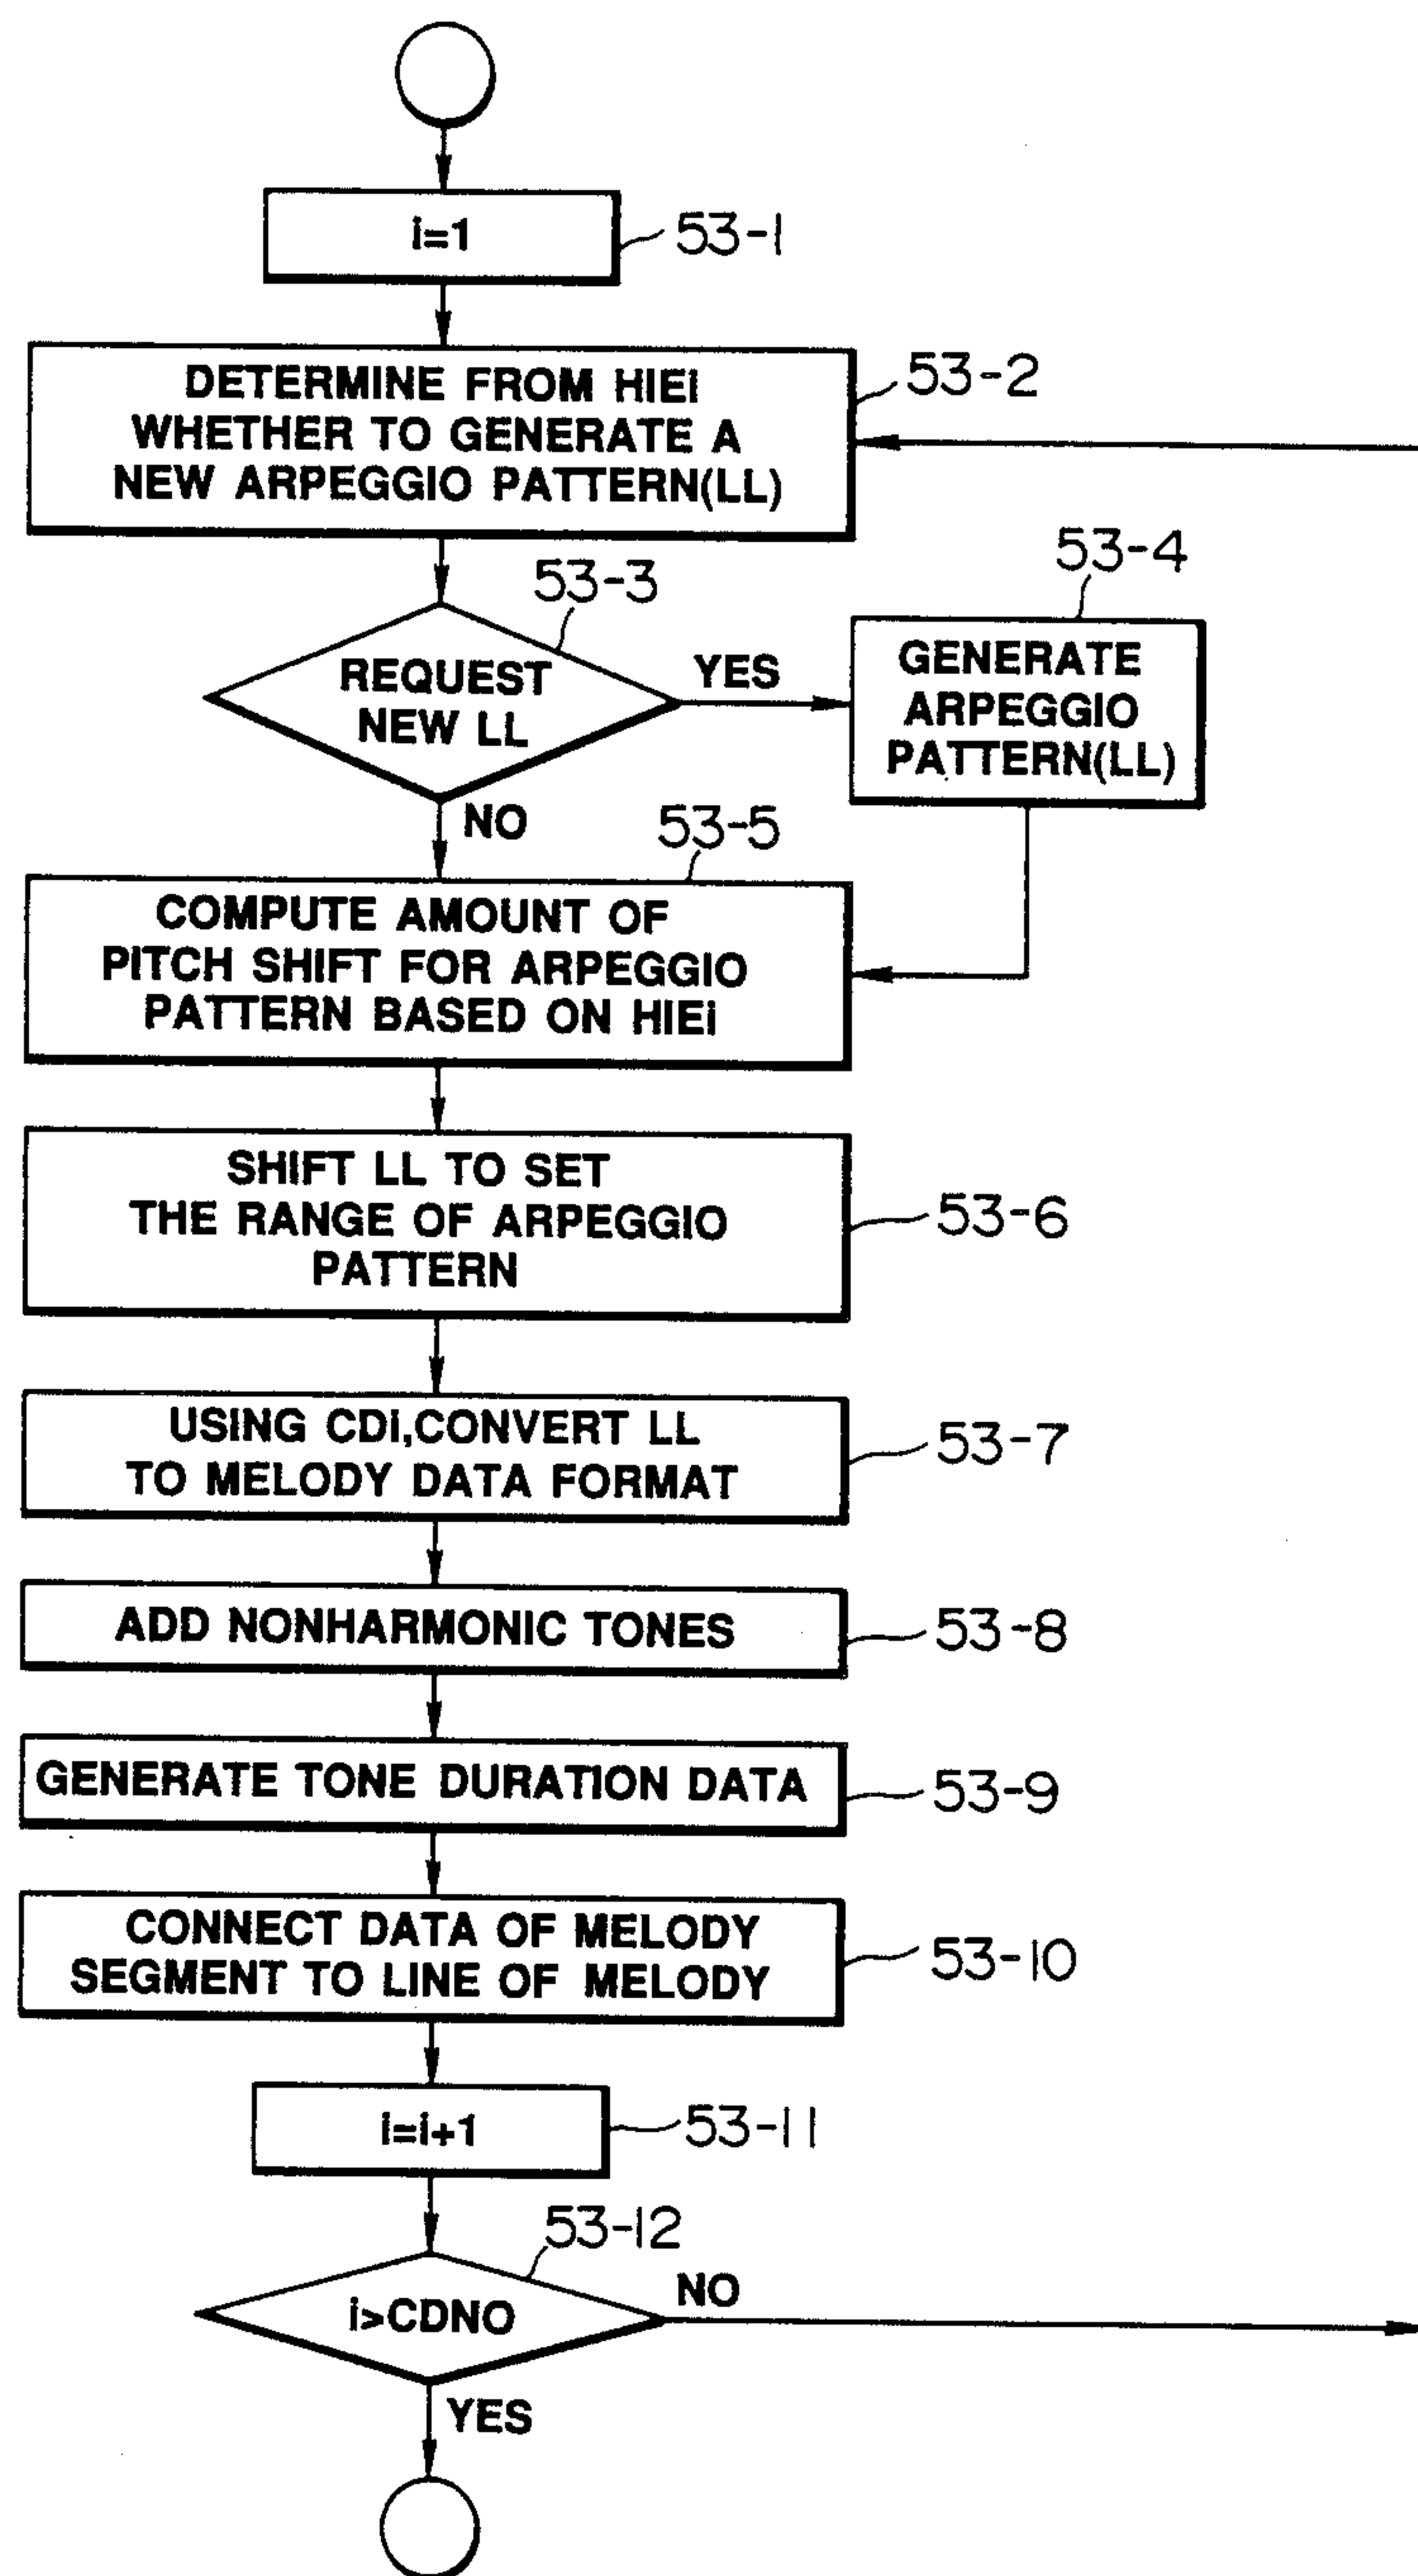 i=1
53-1
DETERMINE FROM HIEi
WHETHER TO GENERATE A
NEW ARPEGGIO PATTERN(LL)
53-2
53-3
REQUEST
NEW LL
YES
53-4
GENERATE
ARPEGGIO
PATTERN(LL)
NO
53-5
COMPUTE AMOUNT OF
PITCH SHIFT FOR ARPEGGIO
PATTERN BASED ON HIEi
SHIFT LL TO SET
THE RANGE OF ARPEGGIO
PATTERN
53-6
USING CDi,CONVERT LL
TO MELODY DATA FORMAT
53-7
ADD NONHARMONIC TONES
53-8
GENERATE TONE DURATION DATA
53-9
CONNECT DATA OF MELODY
SEGMENT TO LINE OF MELODY
53-10
i=i+1
53-11
53-12
i>CDNO
NO
YES